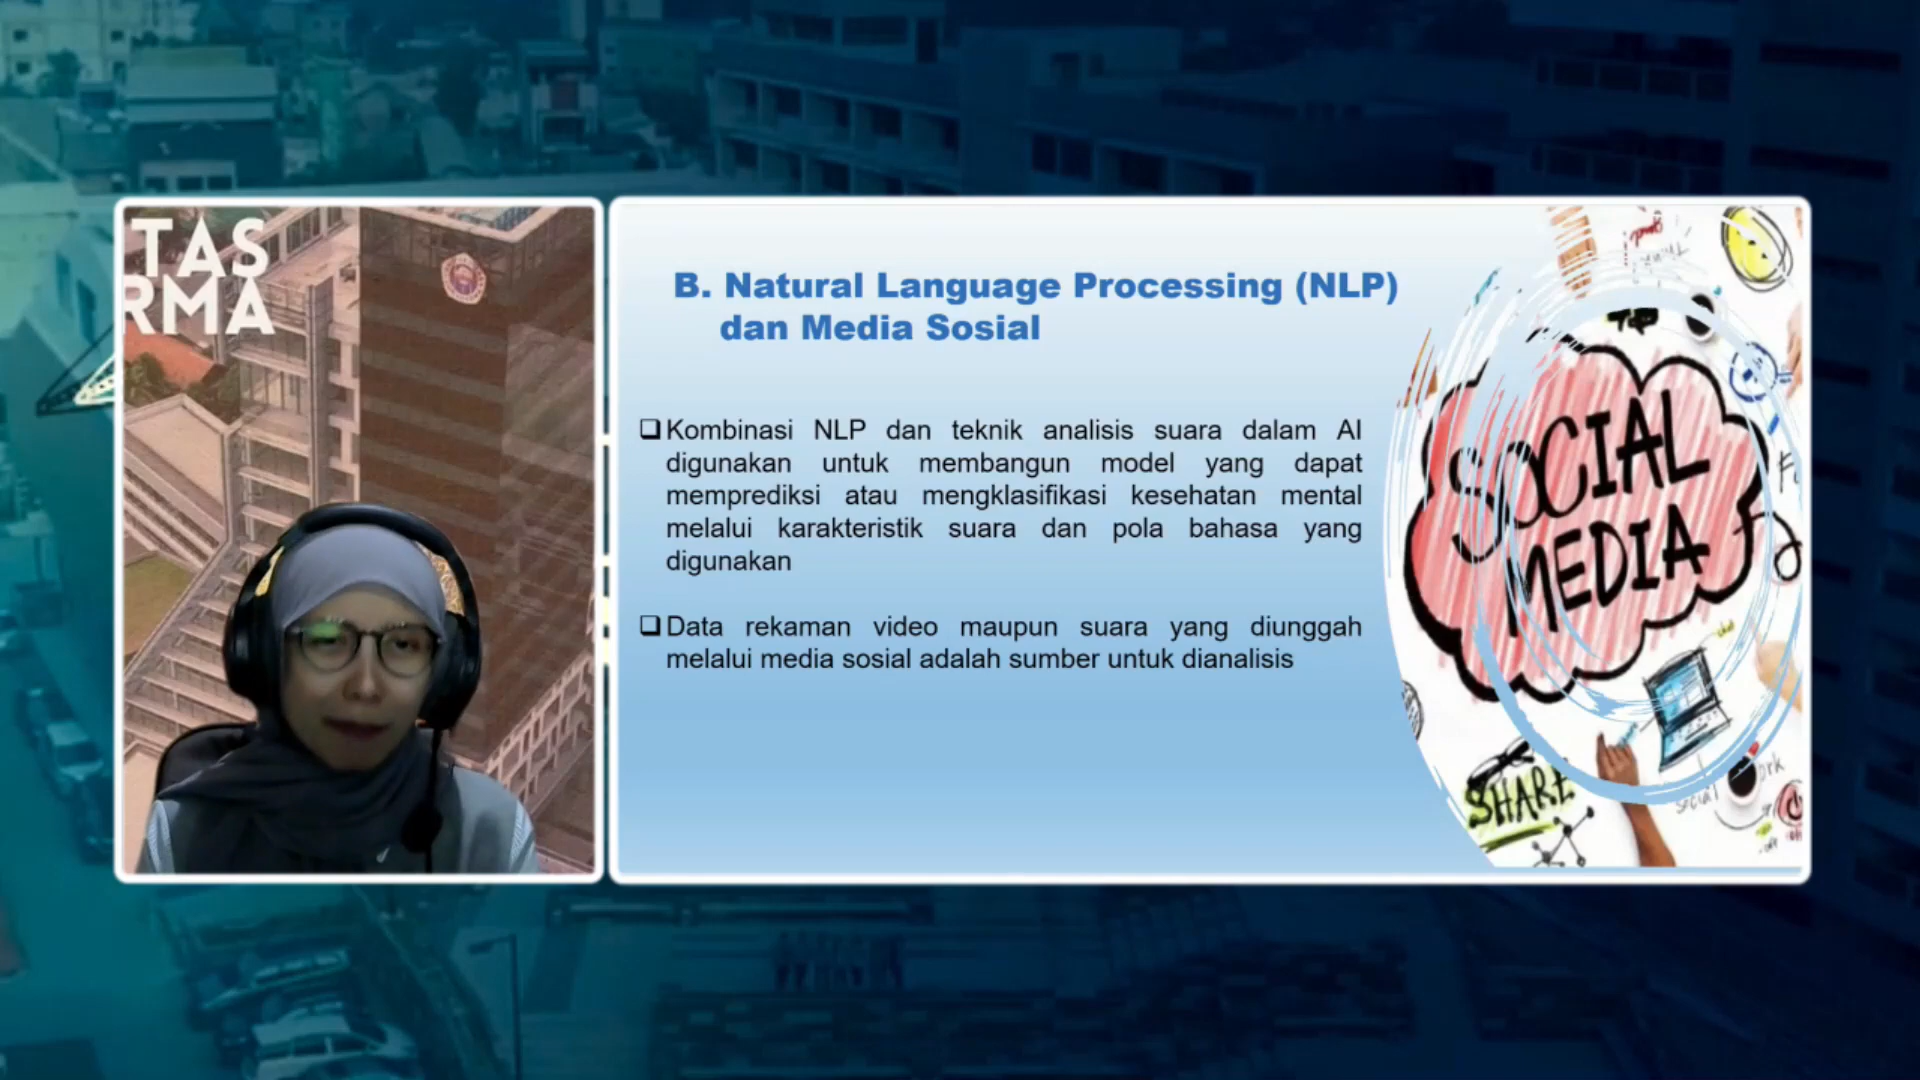 TAS
RMA
B. Natural Language Processing (NLP)
dan Media Sosial
❑Kombinasi NLP dan teknik analisis suara dalam AI
digunakan untuk membangun model yang dapat
memprediksi atau mengklasifikasi kesehatan mental
melalui karakteristik suara dan pola bahasa yang
digunakan
❑Data rekaman video maupun suara yang diunggah
melalui media sosial adalah sumber untuk dianalisis
SOCIAL
MEDIA
SHARE
social